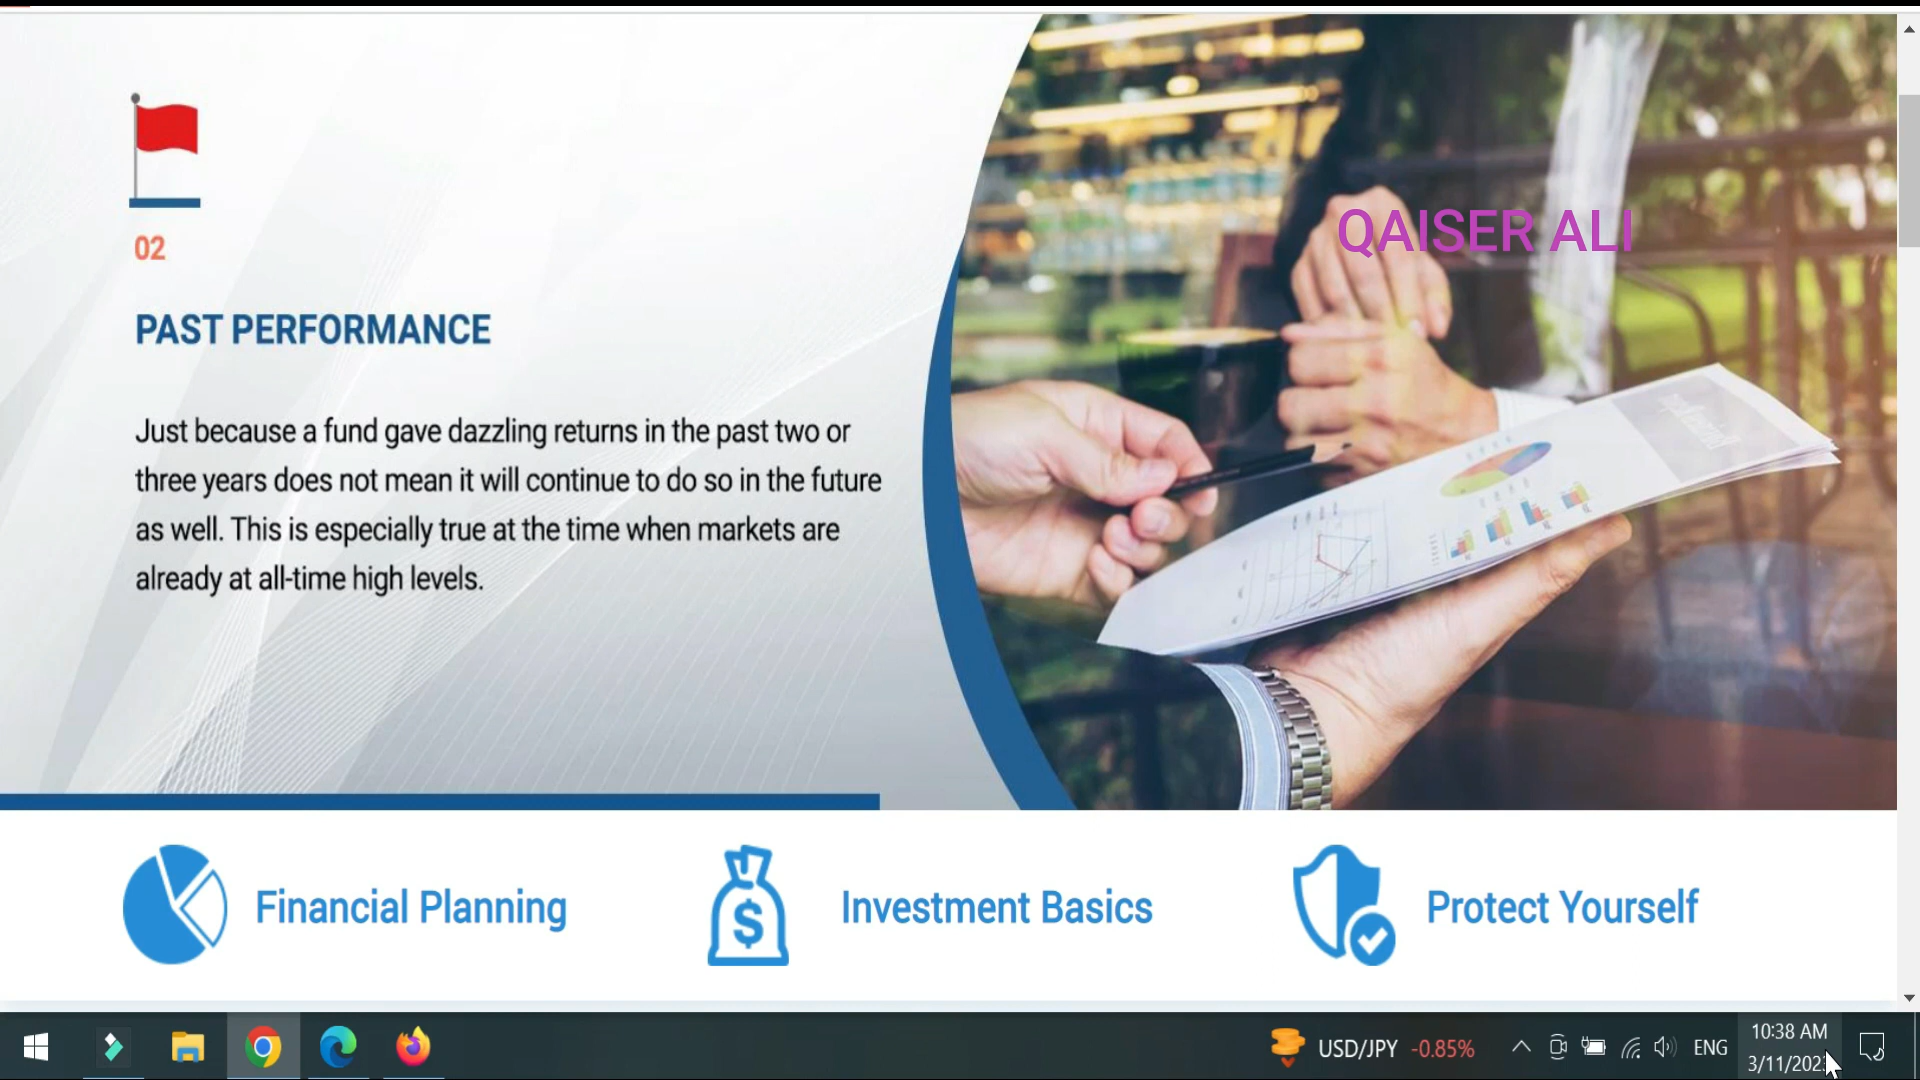 02
PAST PERFORMANCE
Just because a fund gave dazzling returns in the past two or
three years does not mean it will continue to do so in the future
as well. This is especially true at the time when markets are
already at all-time high levels.
QAISER ALI
Financial Planning
Investment Basics
Protect Yourself
USD/JPY -0.85%
ENG
10:38 AM
3/11/202